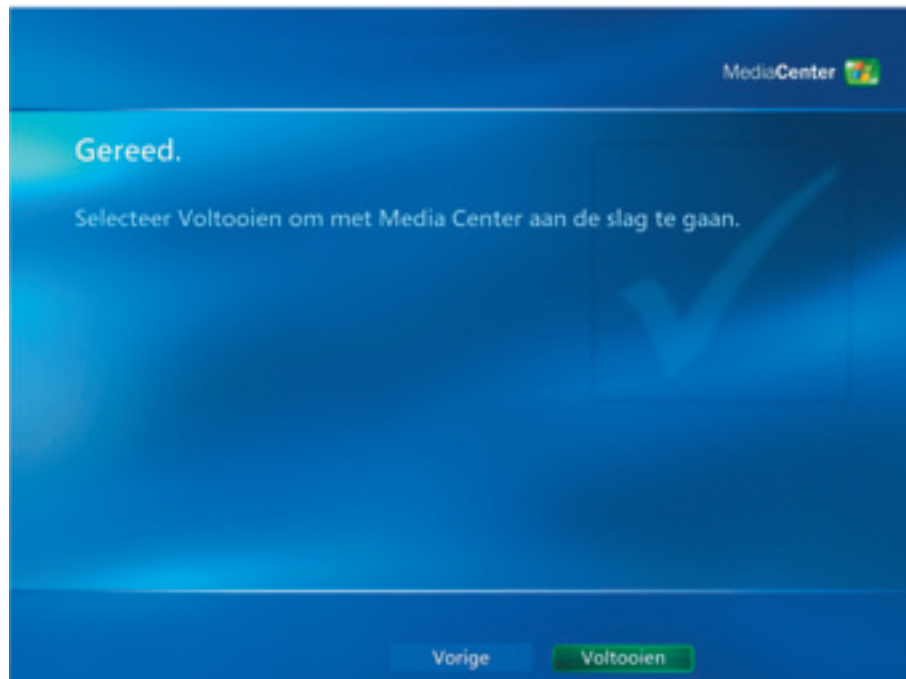 MediaCenter
Gereed.
Selecteer Voltooien om met Media Center aan de slag te gaan.
Vorige
Voltooien